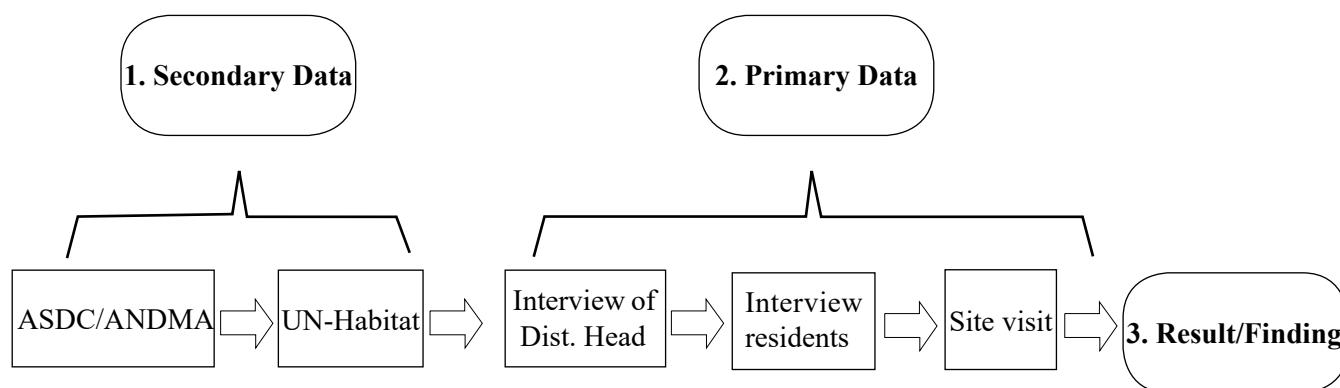 1. Secondary Data
2. Primary Data
ASDC/ANDMA
UN-Habitat
Interview of
Dist. Head
Interview
residents
Site visit
3. Result/Finding